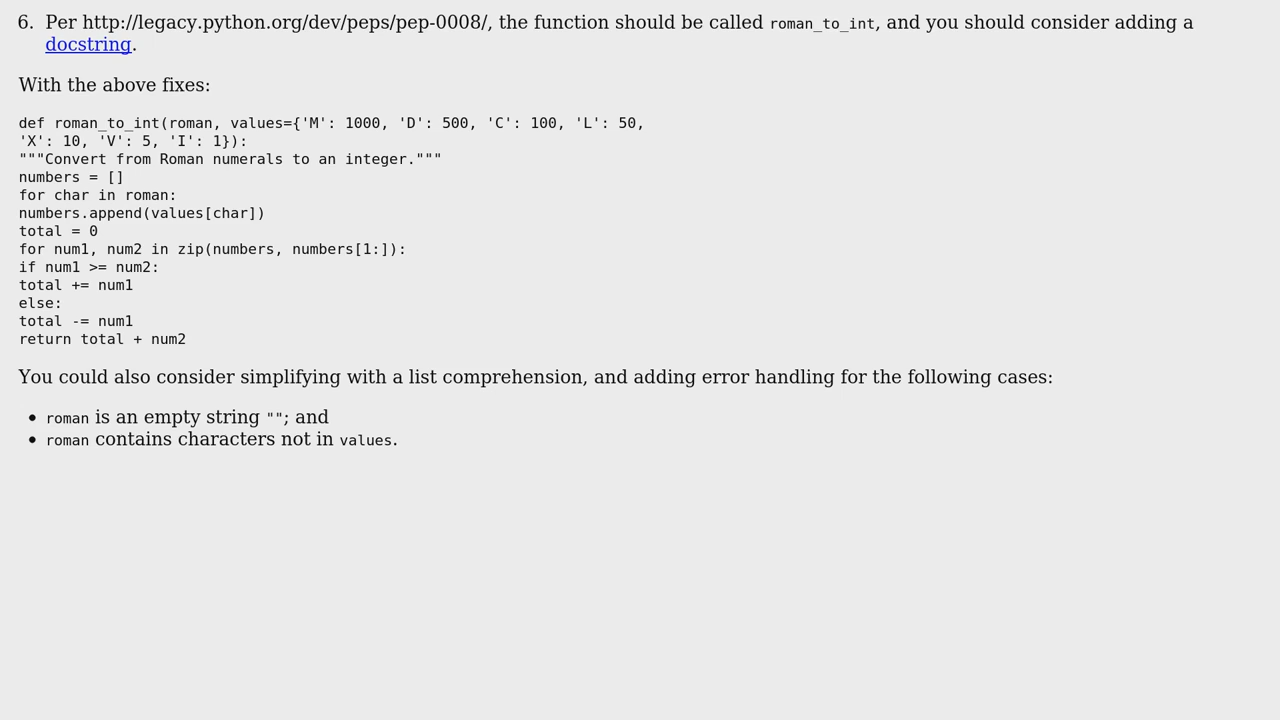 6. Per http://legacy.python.org/dev/peps/pep-0008/, the function should be called roman_to_int, and you should consider adding a
docstring.
With the above fixes:
def roman_to_int(roman, values={'M': 1000, 'D': 500, 'C': 100, 'L': 50,
'X': 10, 'V': 5, 'I': 1}):
"""Convert from Roman numerals to an integer."""
numbers = []
for char in roman:
numbers.append(values[char])
total = 0
for num1, num2 in zip(numbers, numbers[1:]):
if num1 >= num2:
total += num1
else:
total -= num1
return total + num2
You could also consider simplifying with a list comprehension, and adding error handling for the following cases:
• roman is an empty string ""; and
• roman contains characters not in values.